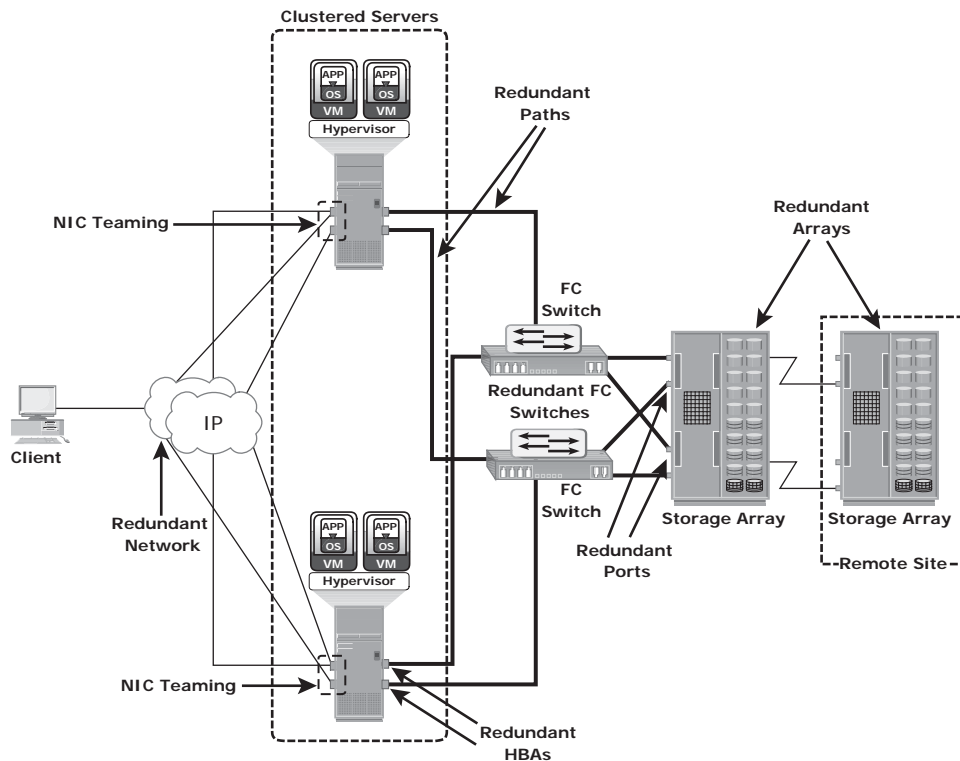 Clustered Servers
APP
OS
VM
APP
OS
VM
Hypervisor
Redundant
Paths
NIC Teaming
Redundant
Arrays
FC
Switch
Redundant FC
Switches
IP
Client
FC
Switch
Storage Array
Storage Array
Redundant
Network
Redundant
Ports
Remote Site
APP
OS
VM
APP
OS
VM
Hypervisor
NIC Teaming
Redundant
HBAs